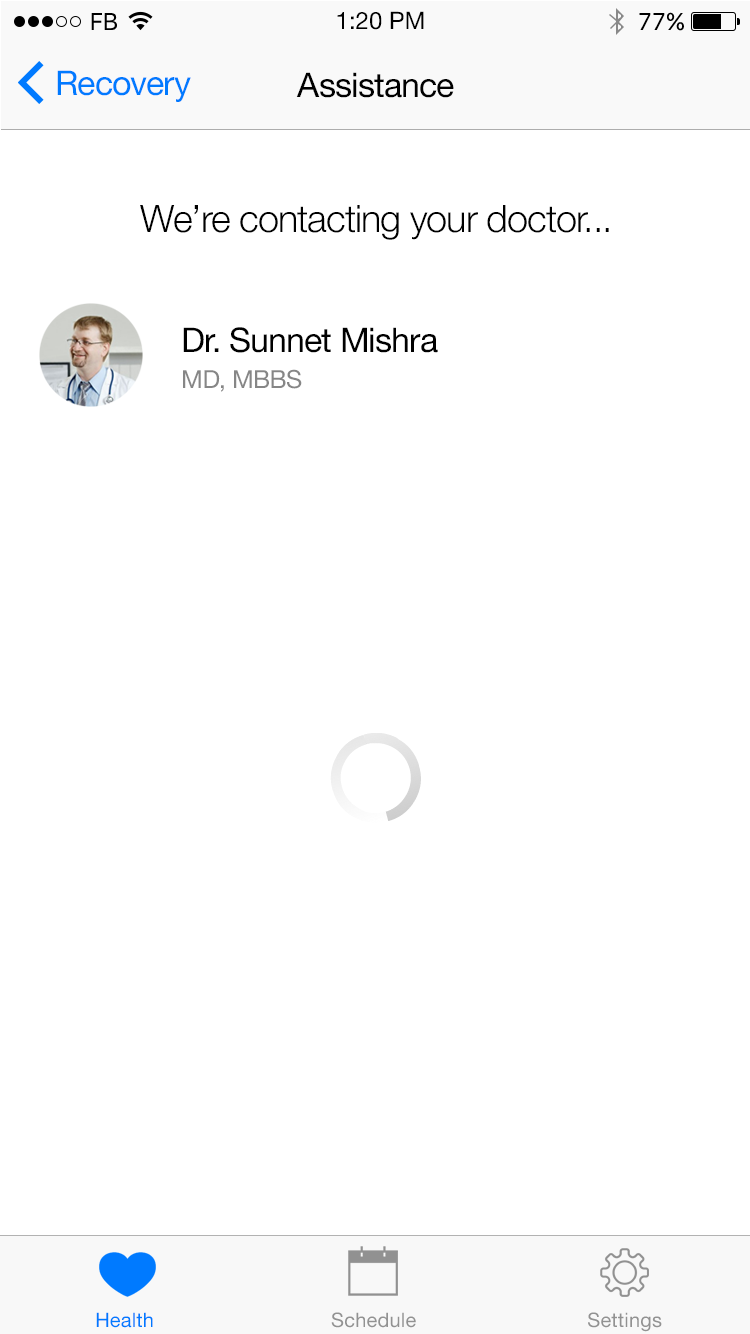 FB 1:20 PM 77%
Recovery Assistance
We’re contacting your doctor...
Dr. Sunnet Mishra
MD, MBBS
Health Schedule Settings